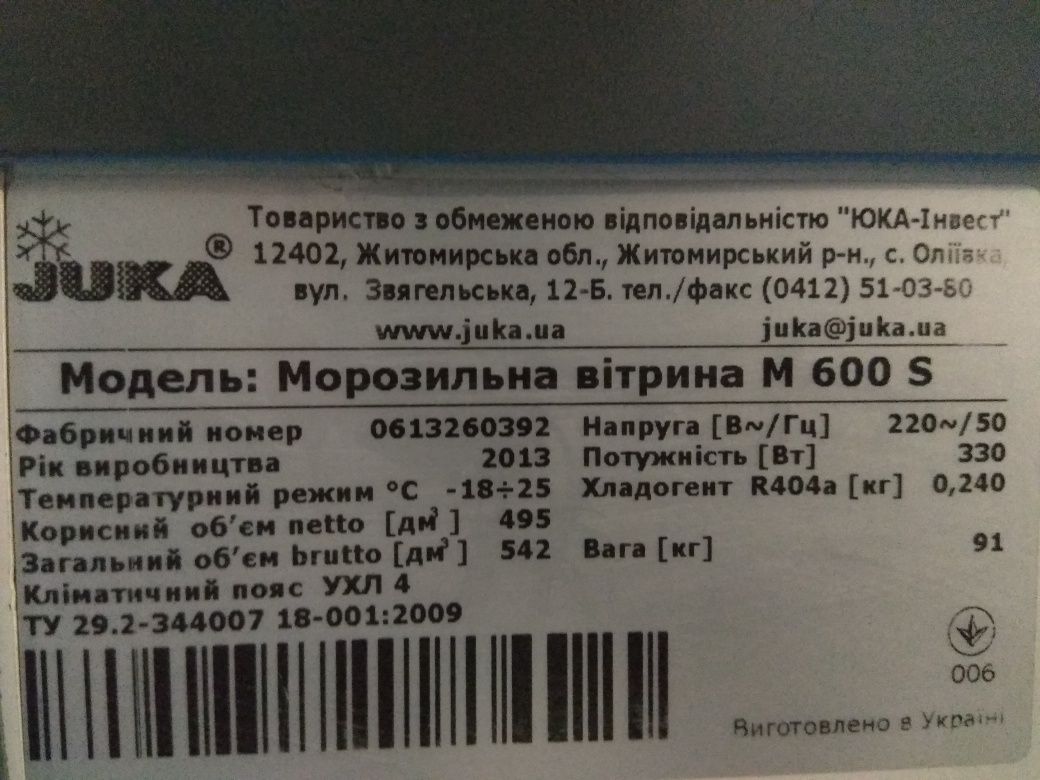 Товариство з обмеженою відповідальністю "ЮКА-Інвест"
JUKA®
12402, Житомирська обл., Житомирський р-н., с. Оліївка,
вул. Звягельська, 12-Б. тел./факс (0412) 51-03-80
www.juka.ua juka@juka.ua
Модель: Морозильна вітрина М 600 S
Фабричний номер 0613260392 Напруга [В~/Гц] 220~/50
Рік виробництва 2013 Потужність [Вт] 330
Температурний режим °С -18÷25 Хладогент R404a [кг] 0,240
Корисний об'єм netto [дм³] 495
Загальний об'єм brutto [дм³] 542 Вага [кг] 91
Кліматичний пояс УХЛ 4
ТУ 29.2-344007 18-001:2009
006
Виготовлено в Україні